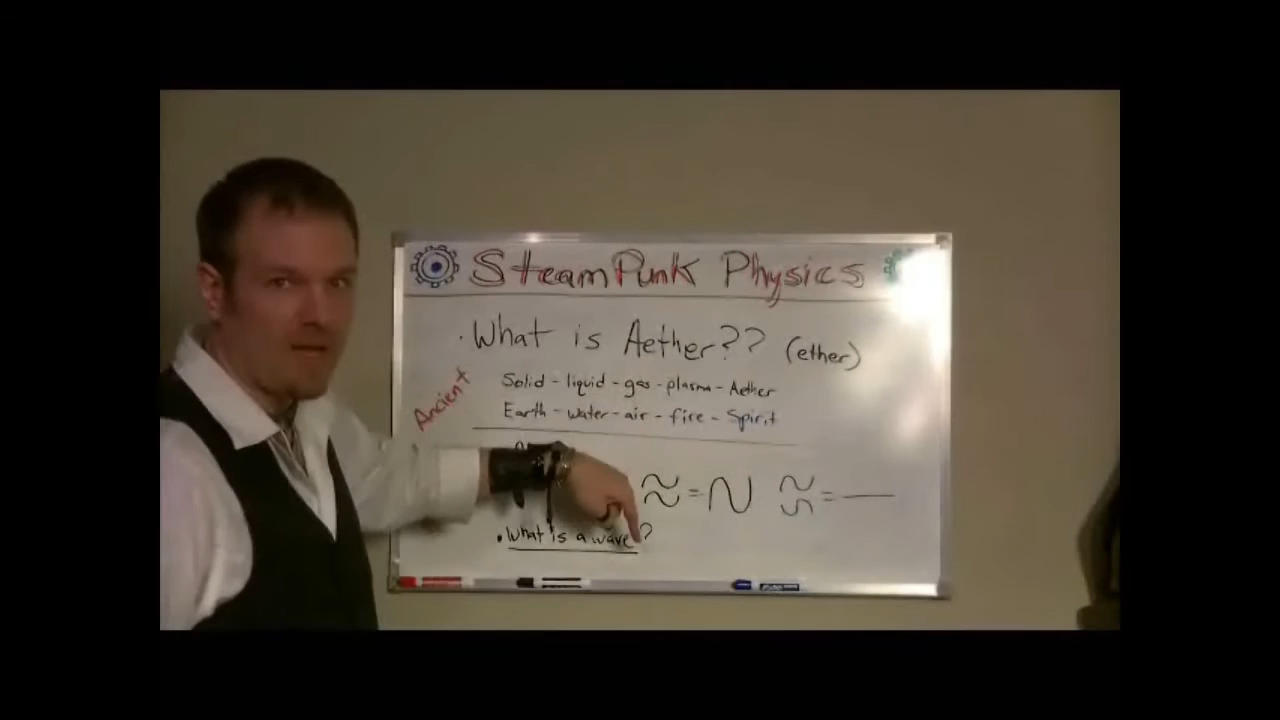 SteamPunk Physics
· What is Aether?? (ether)
Ancient
Solid - liquid - gas - plasma - Aether
Earth - water - air - fire - Spirit
= =
• What is a wave?